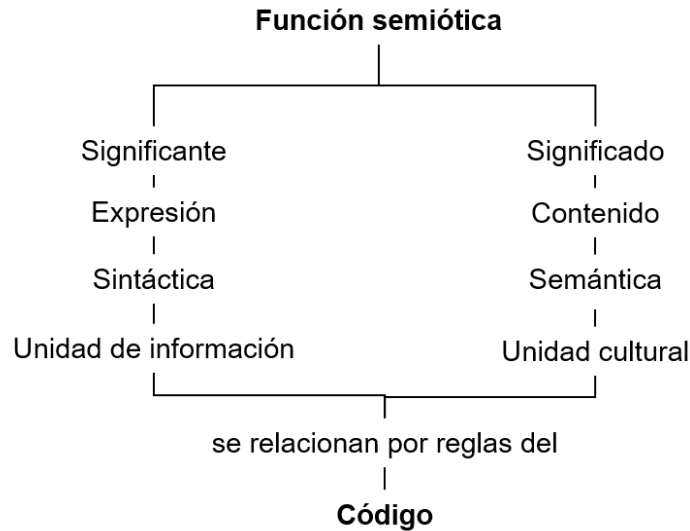 Función semiótica
Significante
Significado
Expresión
Contenido
Sintáctica
Semántica
Unidad de información
Unidad cultural
se relacionan por reglas del
Código